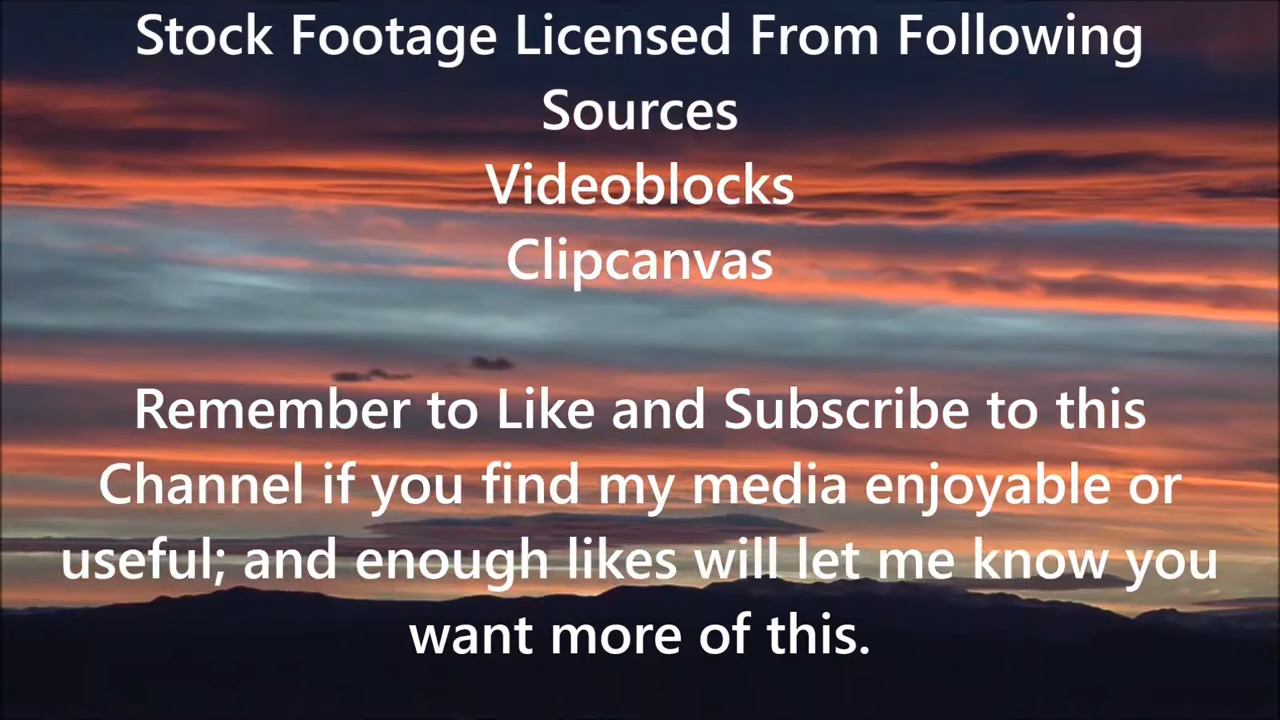 Stock Footage Licensed From Following
Sources
Videoblocks
Clipcanvas
Remember to Like and Subscribe to this
Channel if you find my media enjoyable or
useful; and enough likes will let me know you
want more of this.